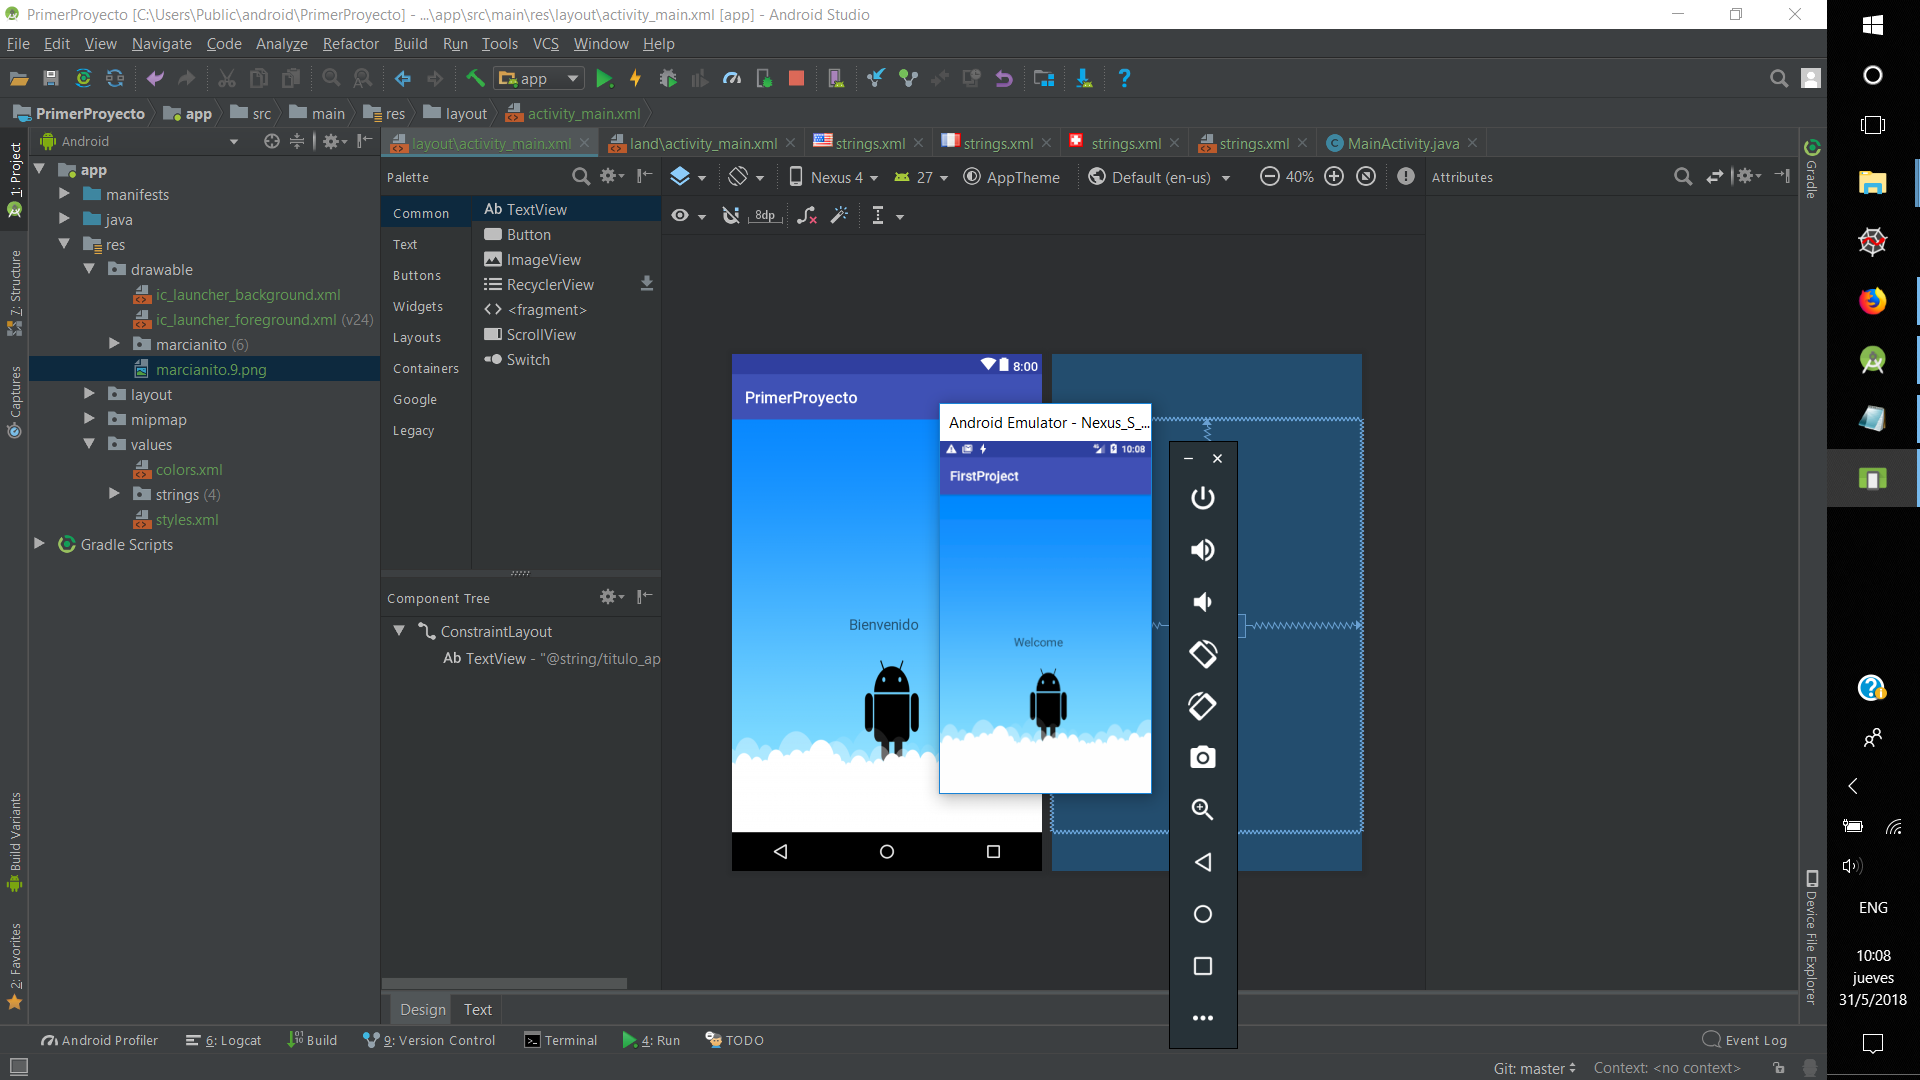 PrimerProyecto [C:\Users\Public\android\PrimerProyecto] - ...\app\src\main\res\layout\activity_main.xml [app] - Android Studio
File Edit View Navigate Code Analyze Refactor Build Run Tools VCS Window Help
app
PrimerProyecto app src main res layout activity_main.xml
Android
layout\activity_main.xml land\activity_main.xml strings.xml strings.xml strings.xml strings.xml MainActivity.java
1: Project
7: Structure
Captures
Build Variants
2: Favorites
app
manifests
java
res
drawable
ic_launcher_background.xml
ic_launcher_foreground.xml (v24)
marcianito (6)
marcianito.9.png
layout
mipmap
values
colors.xml
strings (4)
styles.xml
Gradle Scripts
Palette
Common
Text
Buttons
Widgets
Layouts
Containers
Google
Legacy
Ab TextView
Button
ImageView
RecyclerView
<fragment>
ScrollView
Switch
Component Tree
ConstraintLayout
Ab TextView - "@string/titulo_ap
Nexus 4 27 AppTheme Default (en-us) 40%
8dp
Attributes
8:00
PrimerProyecto
Bienvenido
Android Emulator - Nexus_S_...
10:08
FirstProject
Welcome
Design Text
Gradle
Device File Explorer
Android Profiler 6: Logcat Build 9: Version Control Terminal 4: Run TODO Event Log
Git: master Context: <no context>
ENG
10:08
jueves
31/5/2018